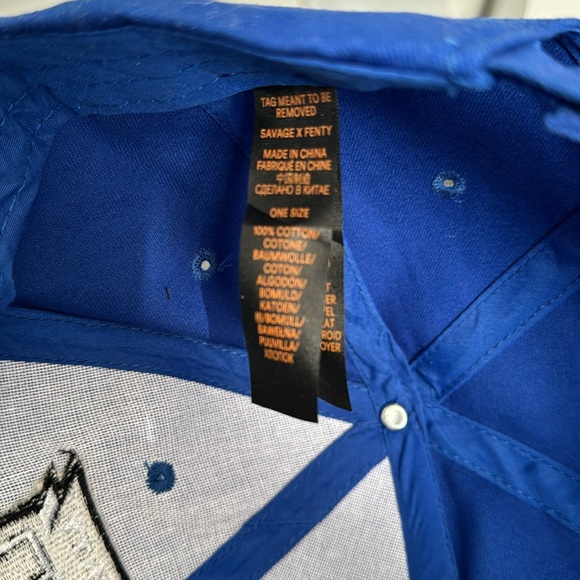 TAG MEANT TO BE
REMOVED
SAVAGE X FENTY
MADE IN CHINA
FABRIQUÉ EN CHINE
中国制造
СДЕЛАНО В КИТАЕ
ONE SIZE
100% COTTON/
COTONE/
BAUMWOLLE/
COTON/
ALGODÓN/
BOMULD/
KATOEN/
BOMULL/
BAWEŁNA/
PUUVILLA/
ХЛОПОК